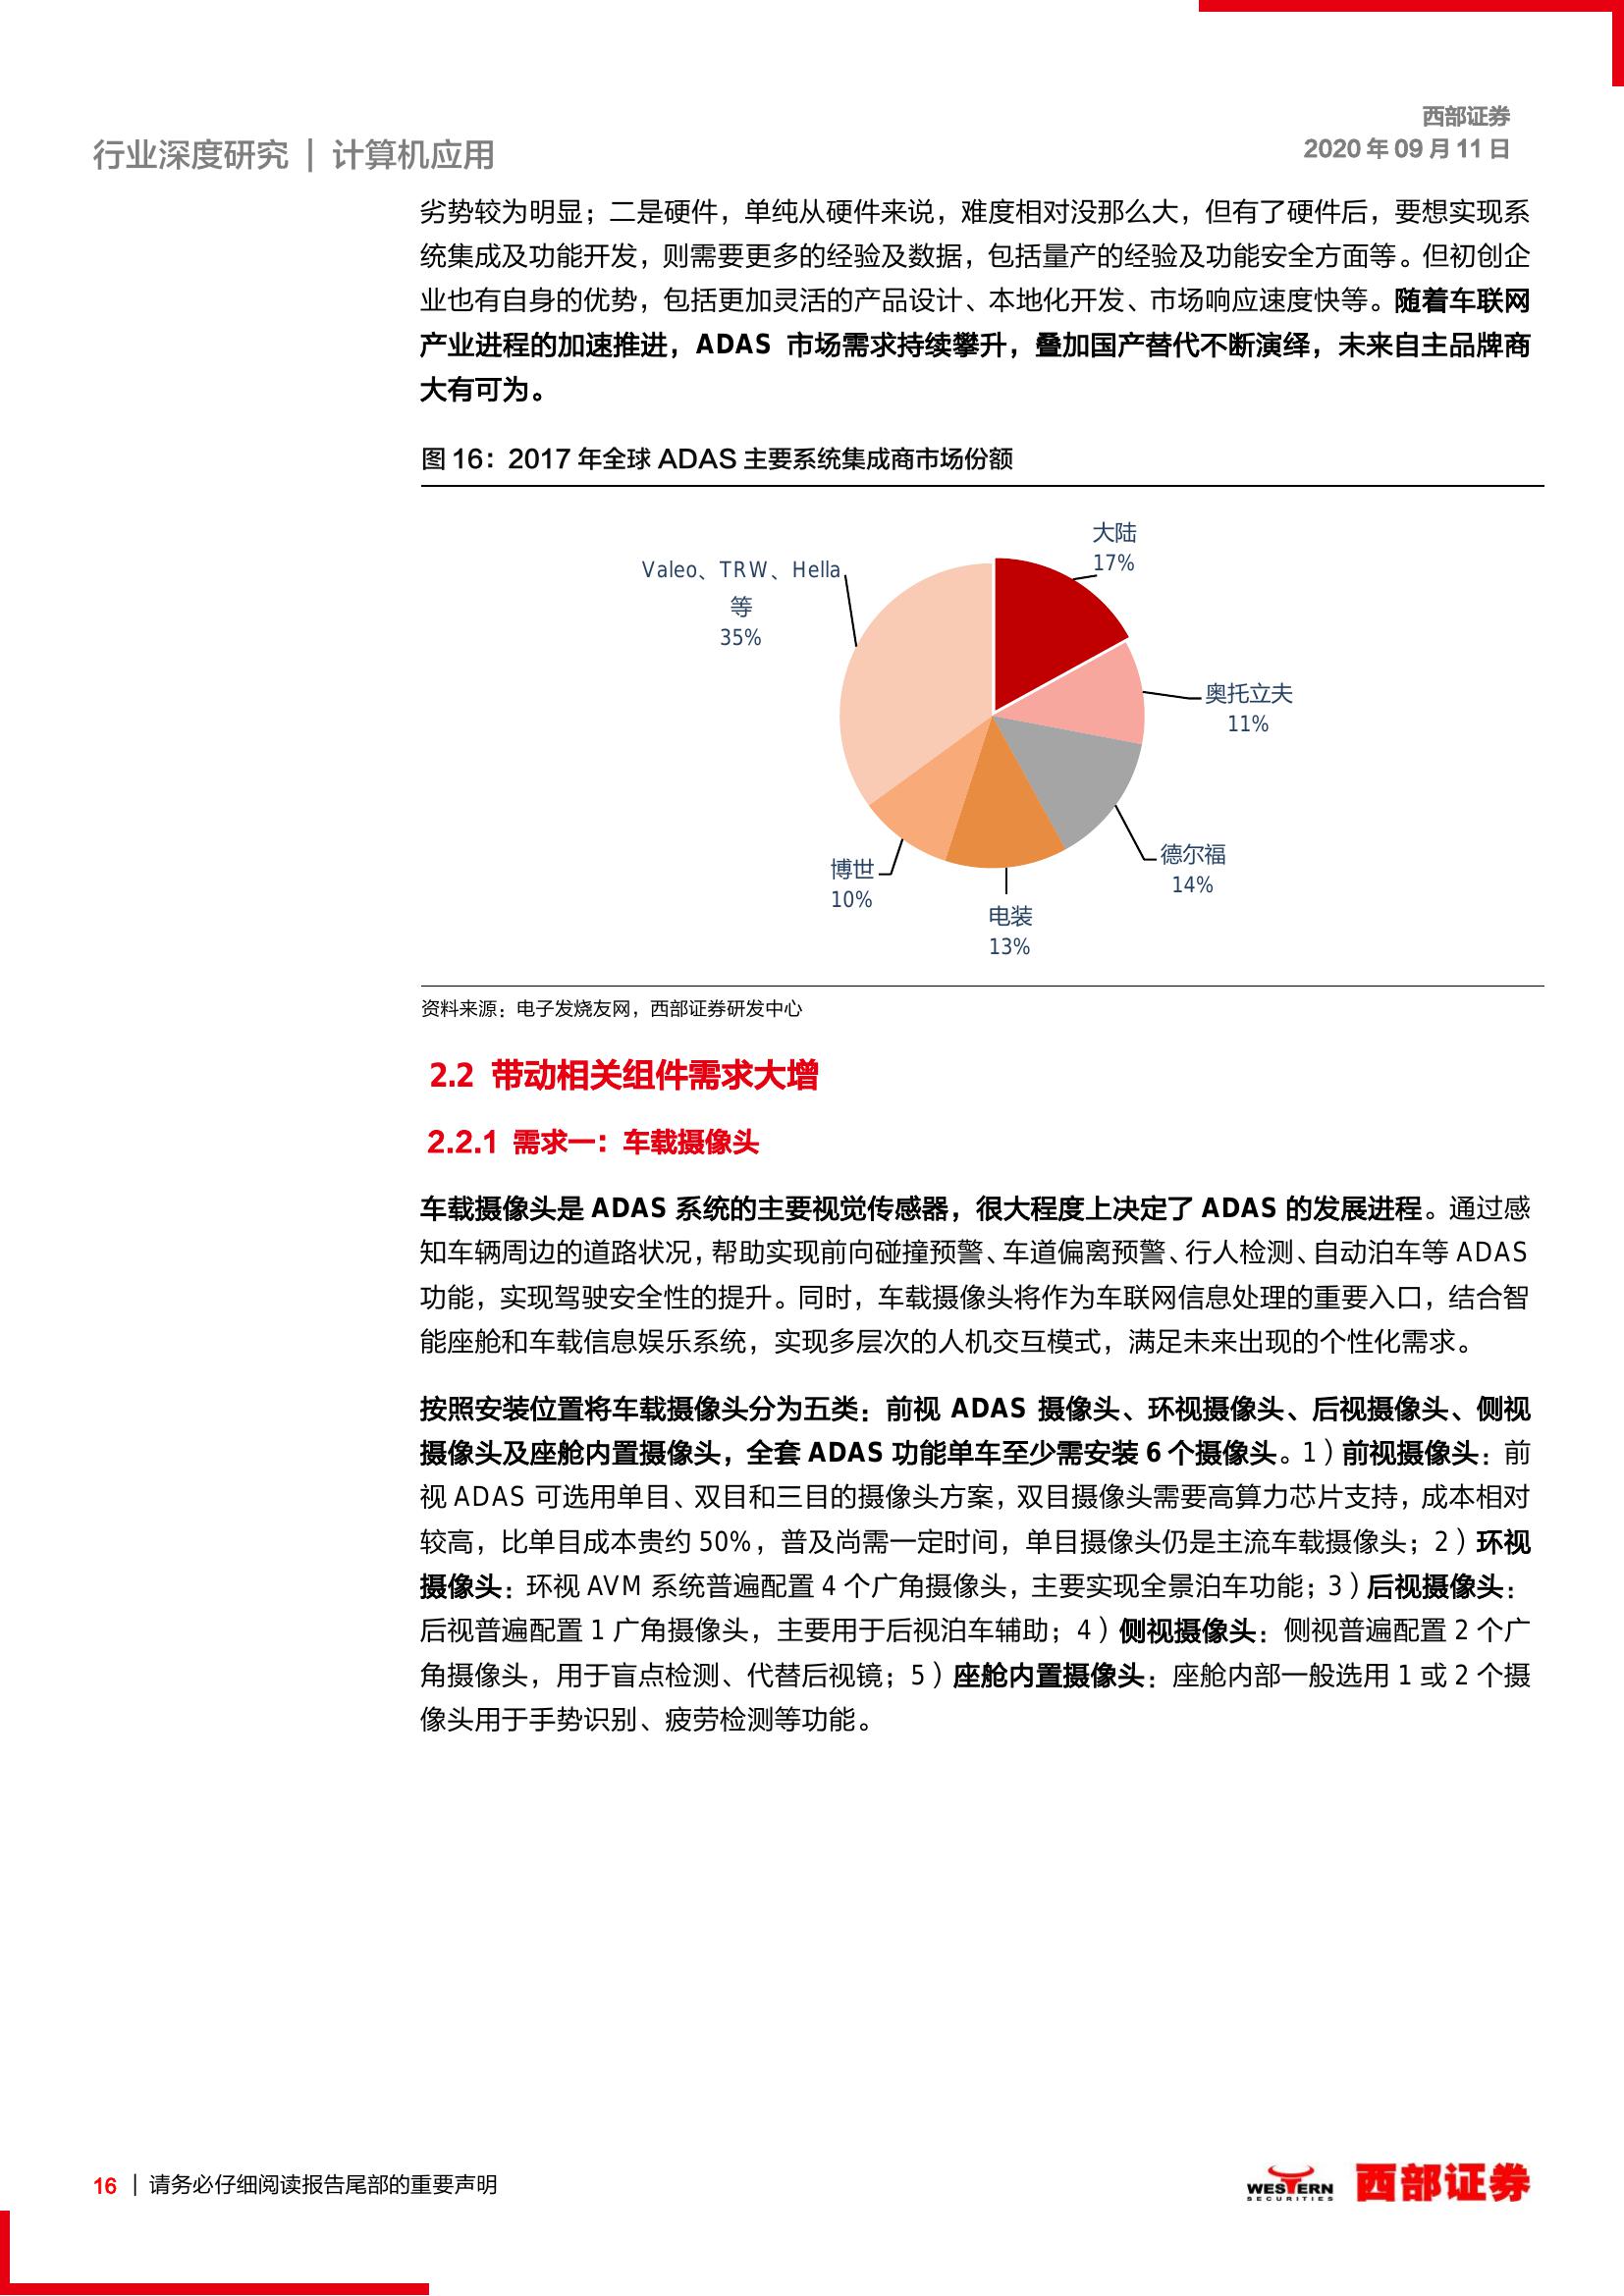 西部证券
行业深度研究 | 计算机应用
2020 年 09 月 11 日
劣势较为明显；二是硬件，单纯从硬件来说，难度相对没那么大，但有了硬件后，要想实现系
统集成及功能开发，则需要更多的经验及数据，包括量产的经验及功能安全方面等。但初创企
业也有自身的优势，包括更加灵活的产品设计、本地化开发、市场响应速度快等。随着车联网
产业进程的加速推进，ADAS 市场需求持续攀升，叠加国产替代不断演绎，未来自主品牌商
大有可为。
图 16：2017 年全球 ADAS 主要系统集成商市场份额
大陆
17%
Valeo、TRW、Hella
等
35%
奥托立夫
11%
德尔福
14%
博世
10%
电装
13%
资料来源：电子发烧友网，西部证券研发中心
2.2 带动相关组件需求大增
2.2.1 需求一：车载摄像头
车载摄像头是 ADAS 系统的主要视觉传感器，很大程度上决定了 ADAS 的发展进程。通过感
知车辆周边的道路状况，帮助实现前向碰撞预警、车道偏离预警、行人检测、自动泊车等 ADAS
功能，实现驾驶安全性的提升。同时，车载摄像头将作为车联网信息处理的重要入口，结合智
能座舱和车载信息娱乐系统，实现多层次的人机交互模式，满足未来出现的个性化需求。
按照安装位置将车载摄像头分为五类：前视 ADAS 摄像头、环视摄像头、后视摄像头、侧视
摄像头及座舱内置摄像头，全套 ADAS 功能单车至少需安装 6 个摄像头。1）前视摄像头：前
视 ADAS 可选用单目、双目和三目的摄像头方案，双目摄像头需要高算力芯片支持，成本相对
较高，比单目成本贵约 50%，普及尚需一定时间，单目摄像头仍是主流车载摄像头；2）环视
摄像头：环视 AVM 系统普遍配置 4 个广角摄像头，主要实现全景泊车功能；3）后视摄像头：
后视普遍配置 1 广角摄像头，主要用于后视泊车辅助；4）侧视摄像头：侧视普遍配置 2 个广
角摄像头，用于盲点检测、代替后视镜；5）座舱内置摄像头：座舱内部一般选用 1 或 2 个摄
像头用于手势识别、疲劳检测等功能。
16 | 请务必仔细阅读报告尾部的重要声明
WESTERN
SECURITIES
西部证券